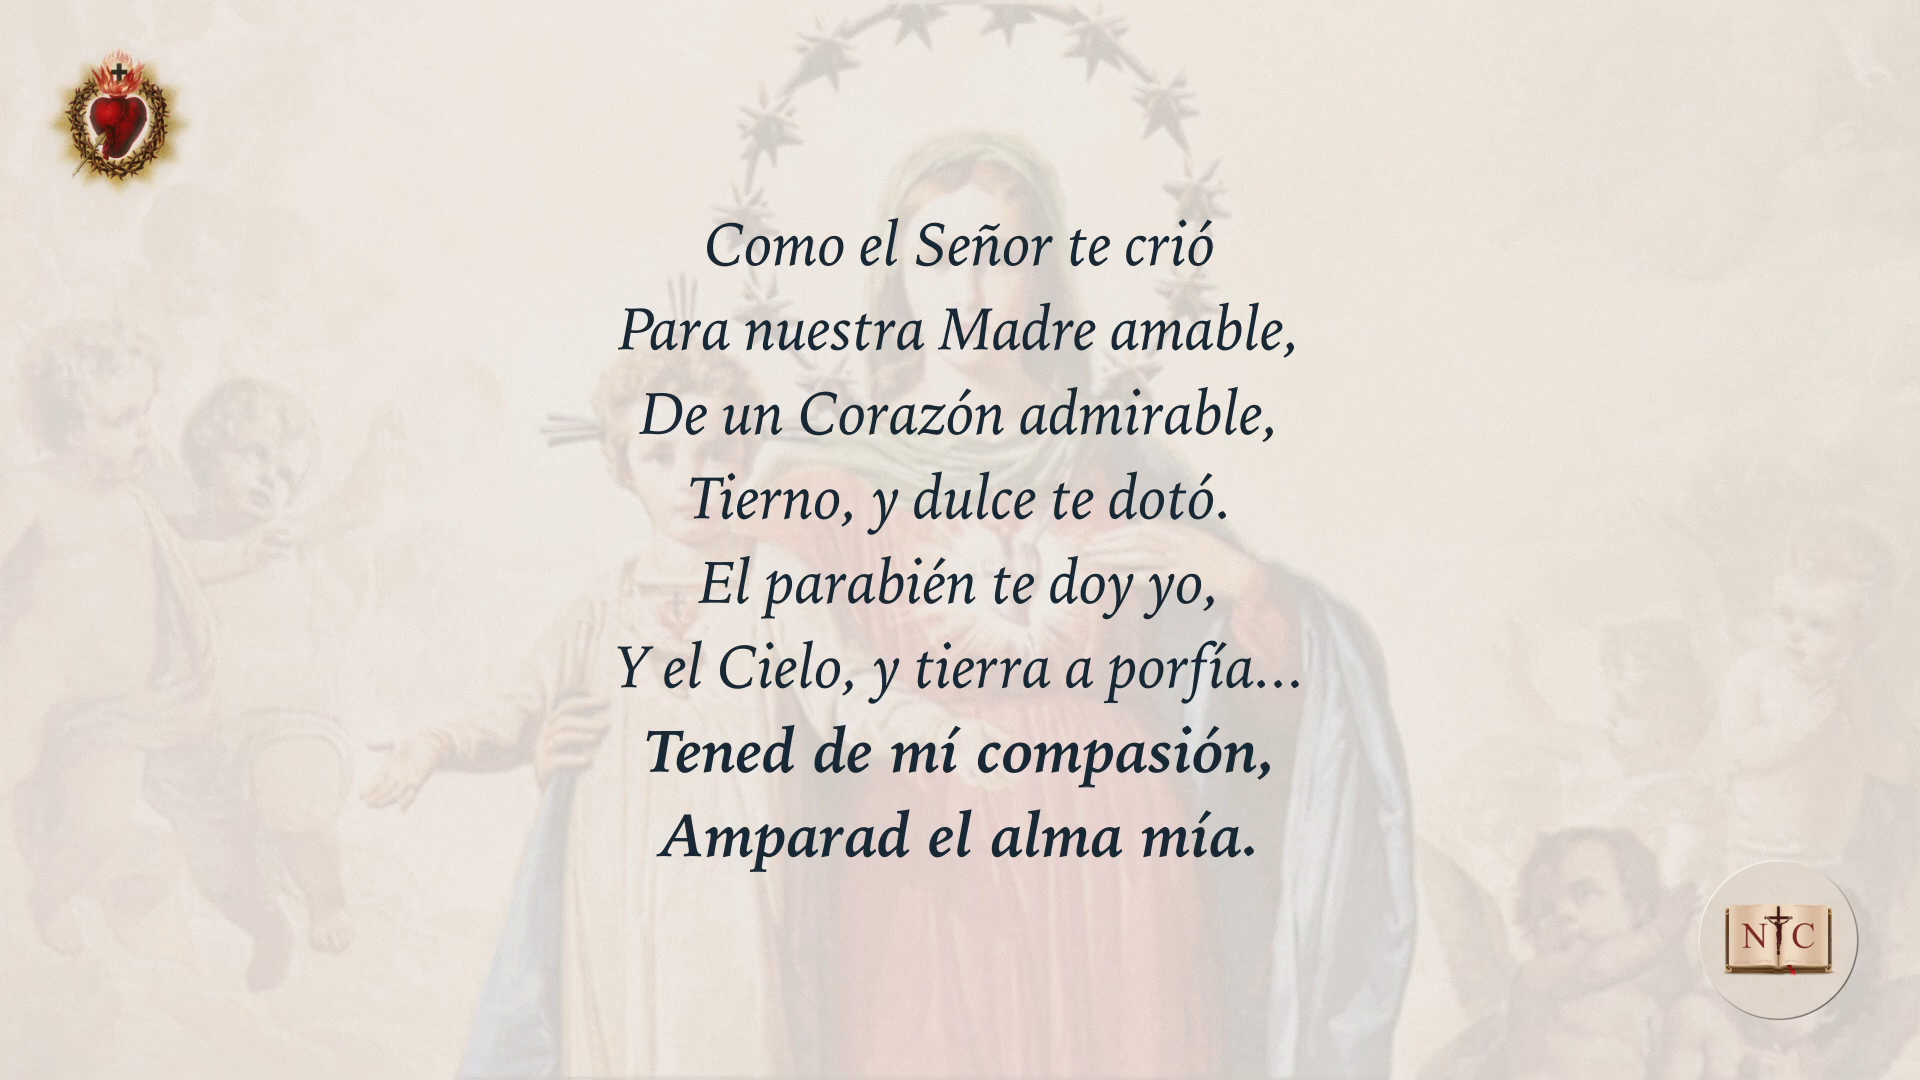 Como el Señor te crió
Para nuestra Madre amable,
De un Corazón admirable,
Tierno, y dulce te dotó.
El parabién te doy yo,
Y el Cielo, y tierra a porfía…
Tened de mí compasión,
Amparad el alma mía.
N C